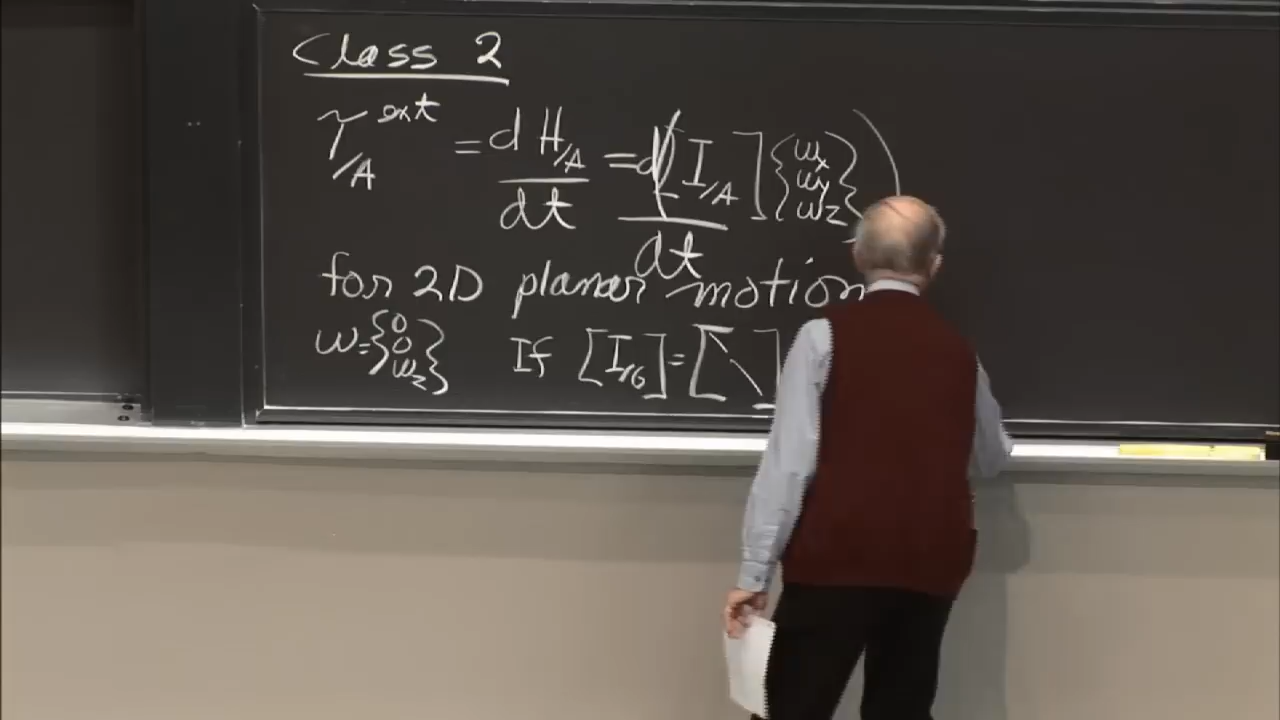 Class 2
τ/A ext = dH/A / dt = d([I/A]{ωx ωy ωz}) / dt
for 2D planar motion
ω={0 0 ωz} If [I/G]=[\]